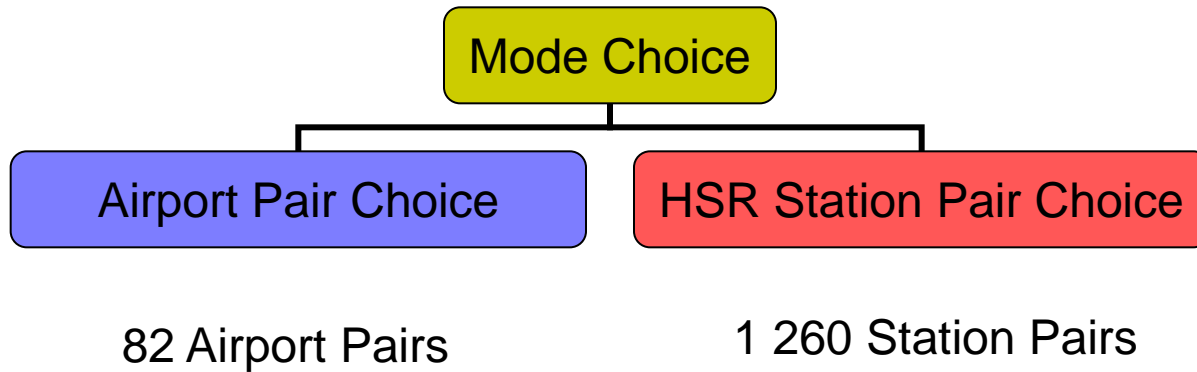 Mode Choice
Airport Pair Choice
HSR Station Pair Choice
82 Airport Pairs
1 260 Station Pairs